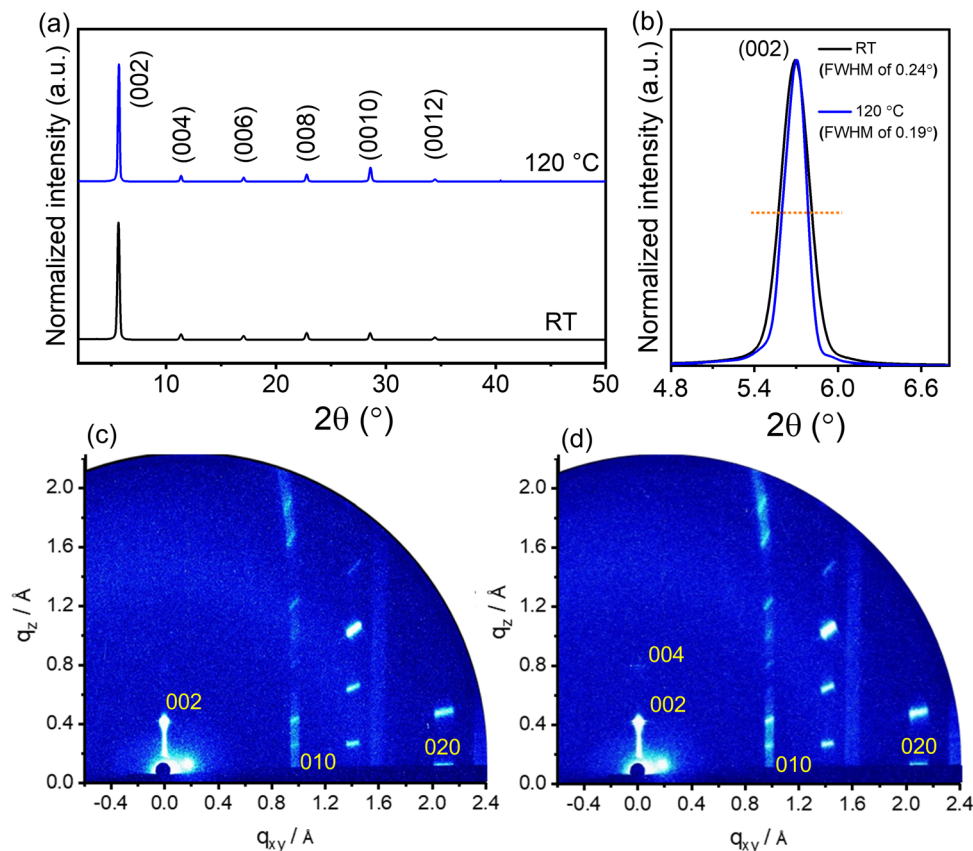 (a)
Normalized intensity (a.u.)
(002)
(004)
(006)
(008)
(0010)
(0012)
120 °C
RT
10 20 30 40 50
2θ (°)
(b)
Normalized intensity (a.u.)
(002)
RT
(FWHM of 0.24°)
120 °C
(FWHM of 0.19°)
4.8 5.4 6.0 6.6
2θ (°)
(c)
q_z / Å
2.0
1.6
1.2
0.8
0.4
0.0
002
010
020
-0.4 0.0 0.4 0.8 1.2 1.6 2.0 2.4
q_xy / Å
(d)
q_z / Å
2.0
1.6
1.2
0.8
0.4
0.0
004
002
010
020
-0.4 0.0 0.4 0.8 1.2 1.6 2.0 2.4
q_xy / Å